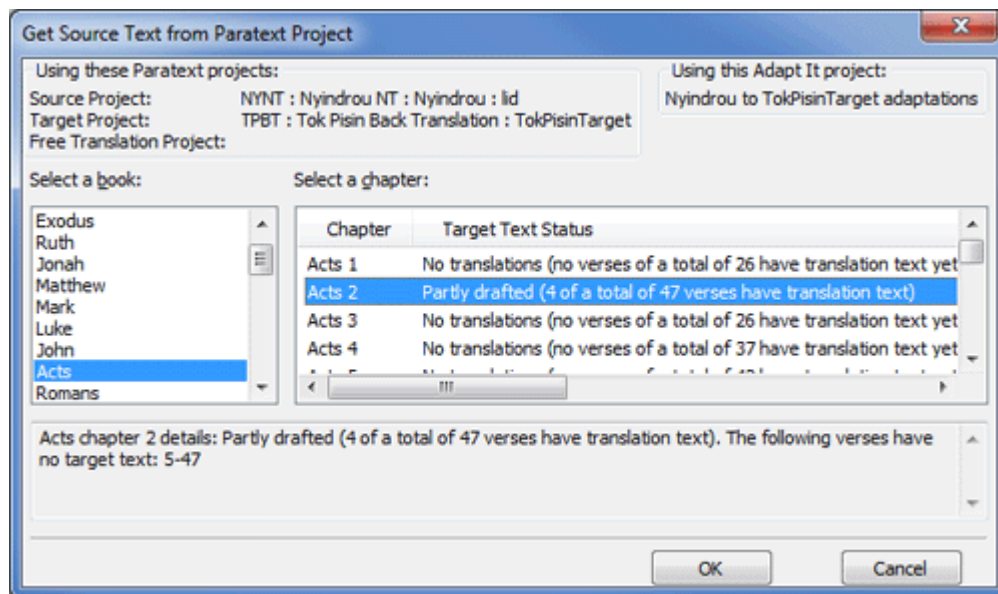 Get Source Text from Paratext Project
Using these Paratext projects:
Source Project: NYNT : Nyindrou NT : Nyindrou : lid
Target Project: TPBT : Tok Pisin Back Translation : TokPisinTarget
Free Translation Project:
Using this Adapt It project:
Nyindrou to TokPisinTarget adaptations
Select a book:
Exodus
Ruth
Jonah
Matthew
Mark
Luke
John
Acts
Romans
Select a chapter:
Chapter Target Text Status
Acts 1 No translations (no verses of a total of 26 have translation text yet
Acts 2 Partly drafted (4 of a total of 47 verses have translation text)
Acts 3 No translations (no verses of a total of 26 have translation text yet
Acts 4 No translations (no verses of a total of 37 have translation text yet
Acts chapter 2 details: Partly drafted (4 of a total of 47 verses have translation text). The following verses have
no target text: 5-47
OK Cancel